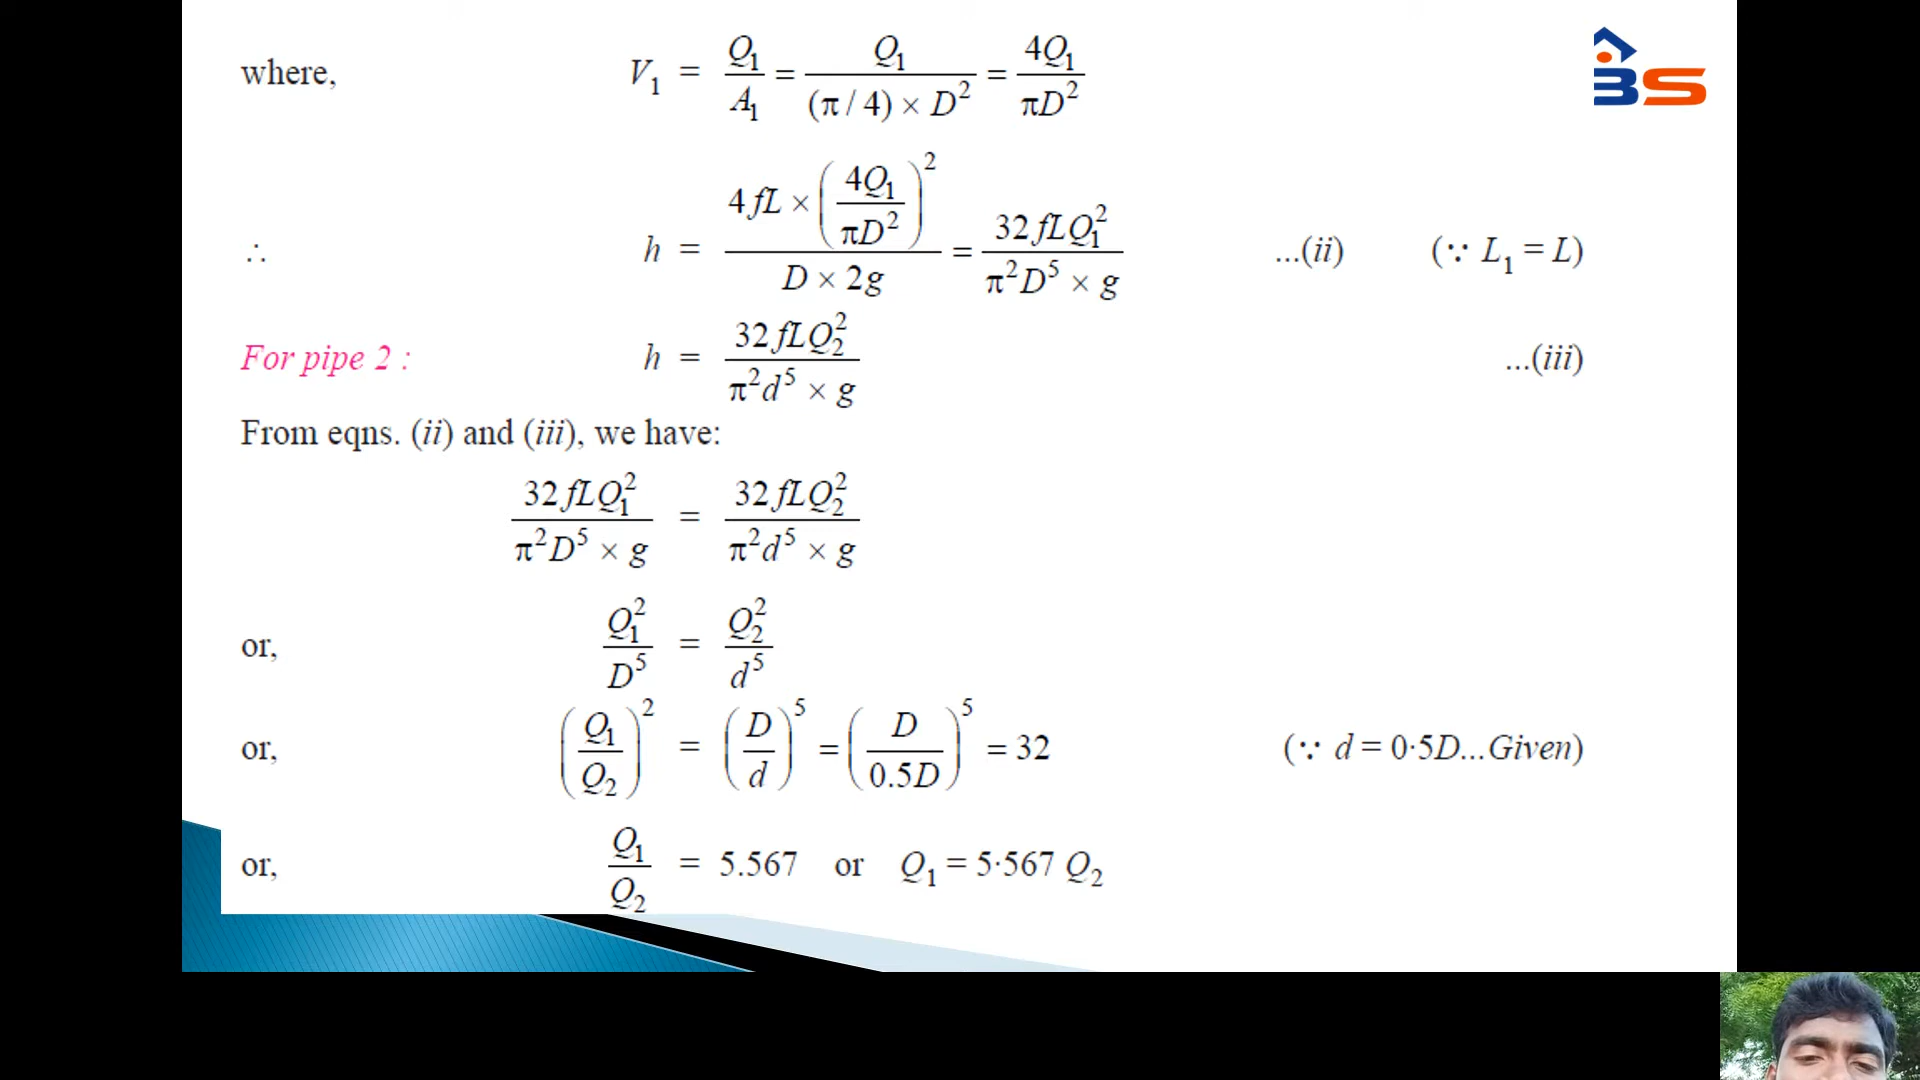 where, V₁ = Q₁/A₁ = Q₁/((π / 4) × D²) = 4Q₁/πD²
BS
∴ h = (4fL × (4Q₁/πD²)²)/(D × 2g) = 32fLQ₁²/(π²D⁵ × g) ...(ii) (∵ L₁ = L)
For pipe 2 : h = 32fLQ₂²/(π²d⁵ × g) ...(iii)
From eqns. (ii) and (iii), we have:
32fLQ₁²/(π²D⁵ × g) = 32fLQ₂²/(π²d⁵ × g)
or, Q₁²/D⁵ = Q₂²/d⁵
or, (Q₁/Q₂)² = (D/d)⁵ = (D/0.5D)⁵ = 32 (∵ d = 0·5D...Given)
or, Q₁/Q₂ = 5.567 or Q₁ = 5·567 Q₂